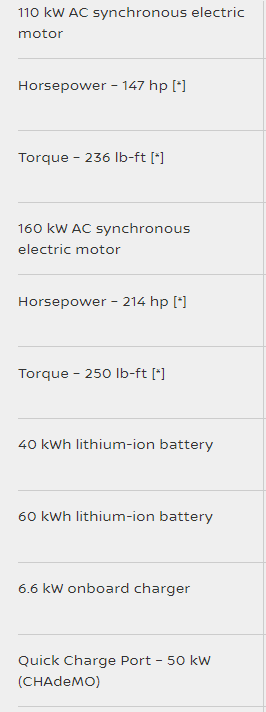 110 kW AC synchronous electric
motor
Horsepower – 147 hp [*]
Torque – 236 lb-ft [*]
160 kW AC synchronous
electric motor
Horsepower – 214 hp [*]
Torque – 250 lb-ft [*]
40 kWh lithium-ion battery
60 kWh lithium-ion battery
6.6 kW onboard charger
Quick Charge Port – 50 kW
(CHAdeMO)